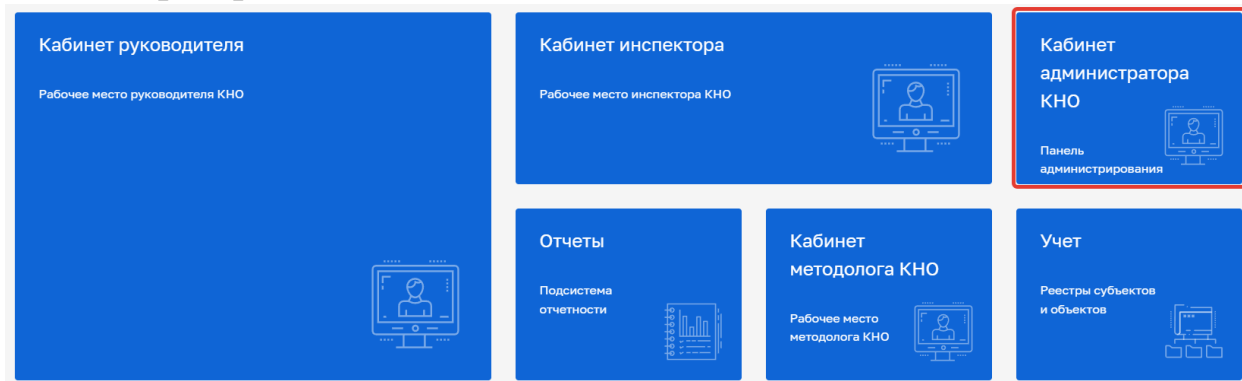 Кабинет руководителя
Рабочее место руководителя КНО
Кабинет инспектора
Рабочее место инспектора КНО
Кабинет
администратора
КНО
Панель
администрирования
Отчеты
Подсистема
отчетности
Кабинет
методолога КНО
Рабочее место
методолога КНО
Учет
Реестры субъектов
и объектов